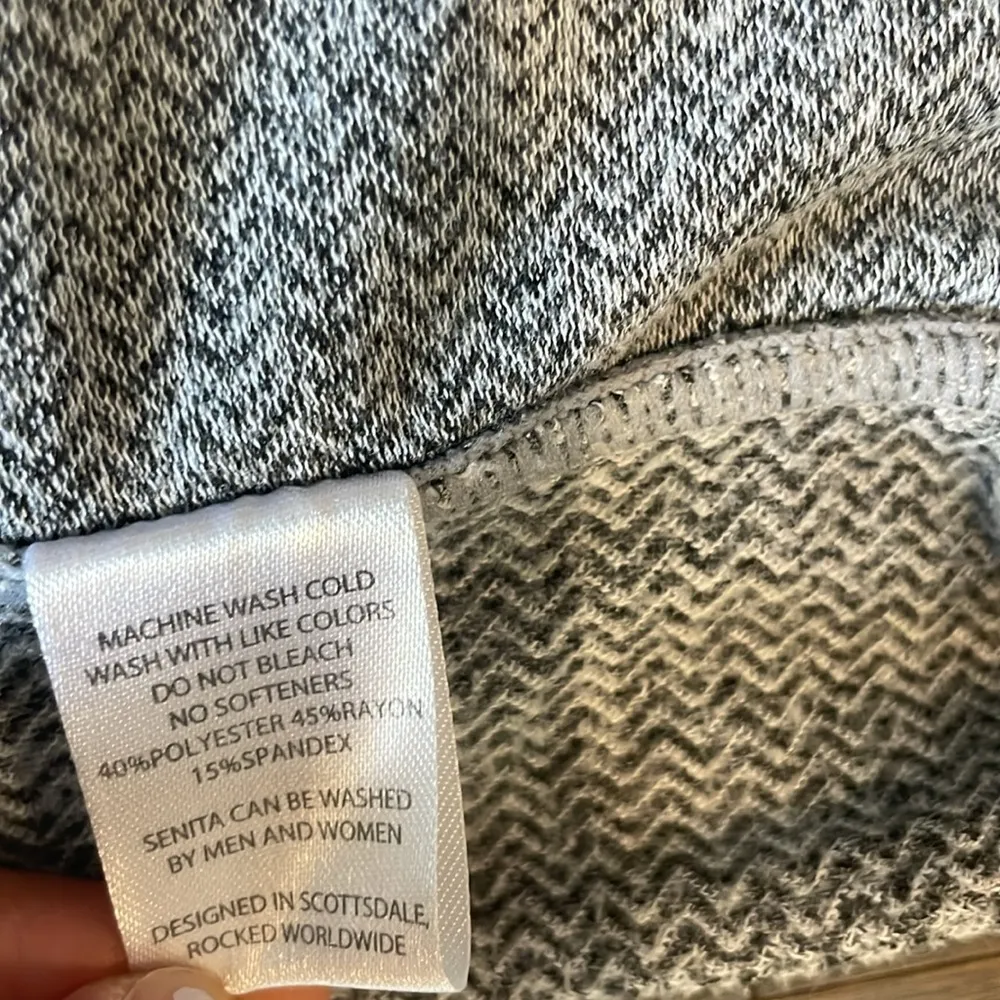 MACHINE WASH COLD
WASH WITH LIKE COLORS
DO NOT BLEACH
NO SOFTENERS
40%POLYESTER 45%RAYON
15%SPANDEX
SENITA CAN BE WASHED
BY MEN AND WOMEN
DESIGNED IN SCOTTSDALE,
ROCKED WORLDWIDE